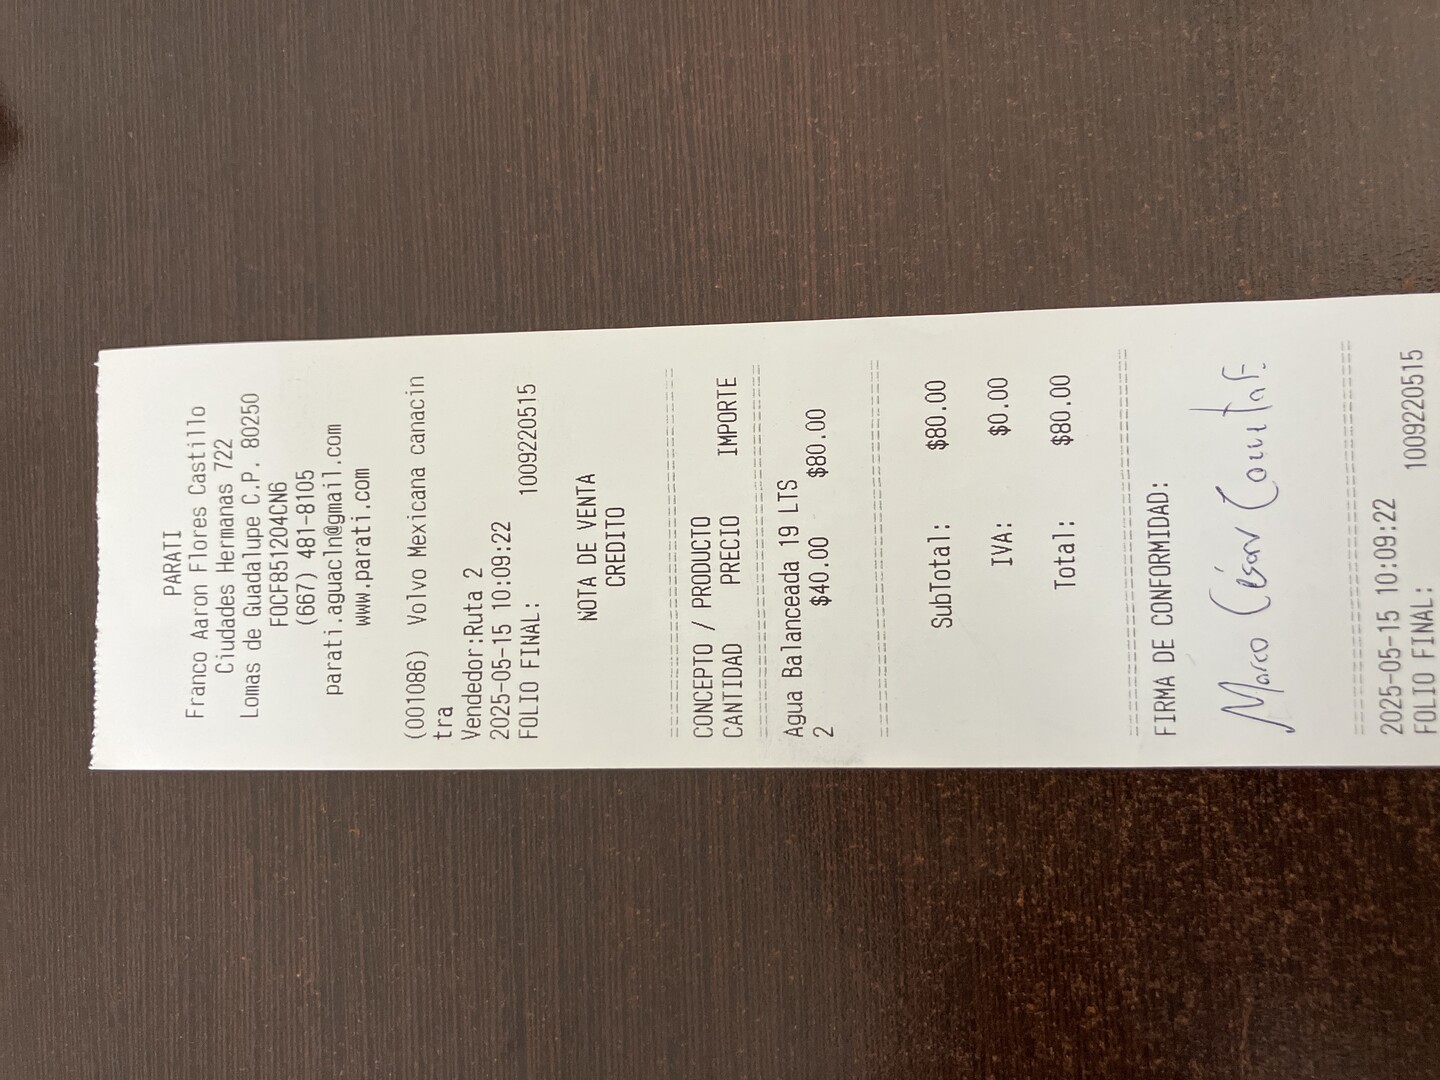 PARATI
Franco Aaron Flores Castillo
Ciudades Hermanas 722
Lomas de Guadalupe C.P. 80250
FOCF851204CN6
(667) 481-8105
parati.aguacln@gmail.com
www.parati.com
(001086) Volvo Mexicana canacin
tra
Vendedor:Ruta 2
2025-05-15 10:09:22
FOLIO FINAL: 1009220515
NOTA DE VENTA
CREDITO
CONCEPTO / PRODUCTO
CANTIDAD PRECIO IMPORTE
Agua Balanceada 19 LTS
2 $40.00 $80.00
SubTotal: $80.00
IVA: $0.00
Total: $80.00
FIRMA DE CONFORMIDAD:
Marco César
2025-05-15 10:09:22
FOLIO FINAL: 1009220515